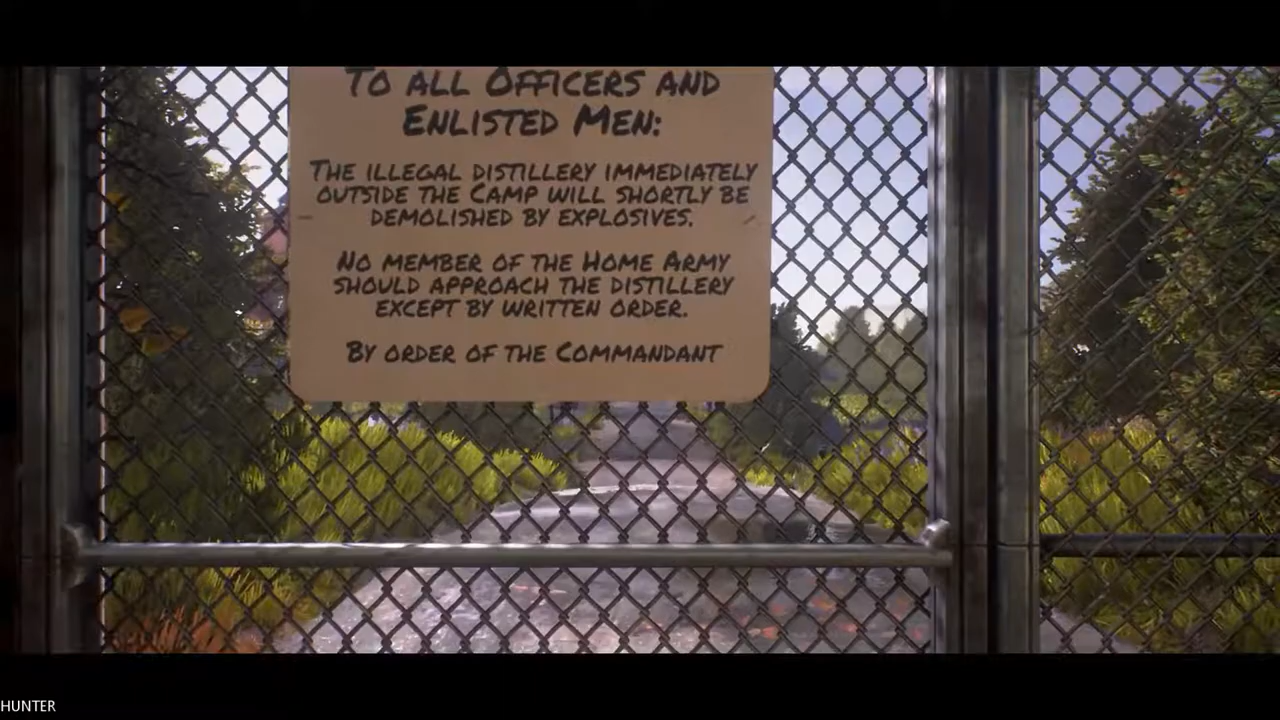 To all Officers and
Enlisted Men:
The illegal distillery immediately
outside the Camp will shortly be
demolished by explosives.
No member of the Home Army
should approach the distillery
except by written order.
By order of the Commandant
HUNTER